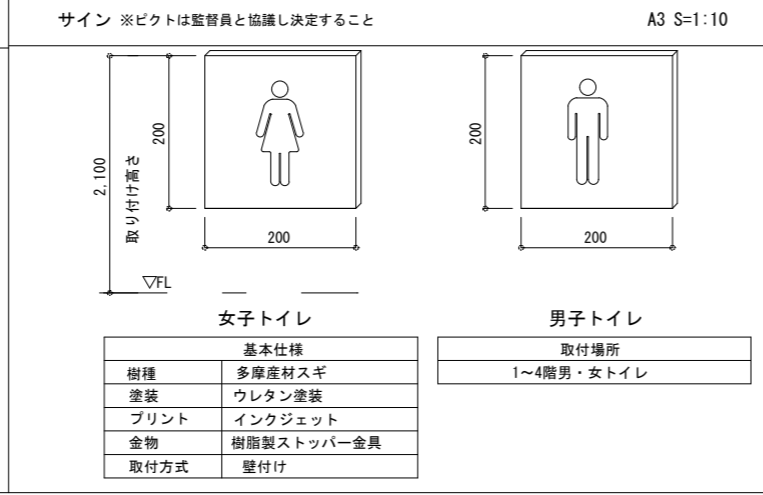 サイン ※ピクトは監督員と協議し決定すること A3 S=1:10
200
2,100
取り付け高さ
▽FL
200
200
200
女子トイレ
男子トイレ
基本仕様
樹種 多摩産材スギ
塗装 ウレタン塗装
プリント インクジェット
金物 樹脂製ストッパー金具
取付方式 壁付け
取付場所
1~4階男・女トイレ